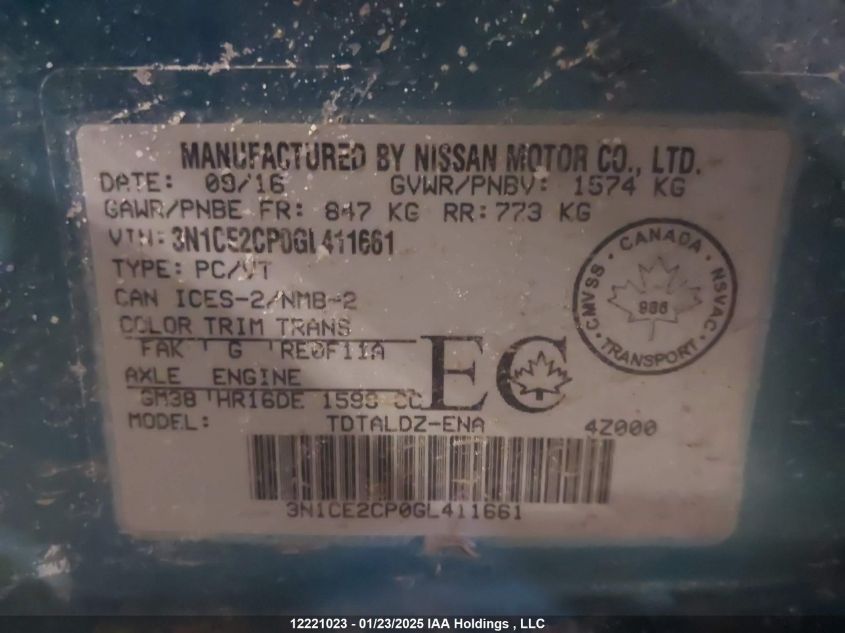 MANUFACTURED BY NISSAN MOTOR CO., LTD.
DATE: 09/16 GVWR/PNBV: 1574 KG
GAWR/PNBE FR: 847 KG RR: 773 KG
VIN: 3N1CE2CP0GL411661
TYPE: PC/VT
CAN ICES-2/NMB-2
COLOR TRIM TRANS
FAK G RE0F11A
AXLE ENGINE
GM38 HR16DE 1598 CC
EC
CMVSS · CANADA · NSVAC · TRANSPORT
986
MODEL: TDTALDZ-ENA 4Z000
3N1CE2CP0GL411661
12221023 - 01/23/2025 IAA Holdings , LLC